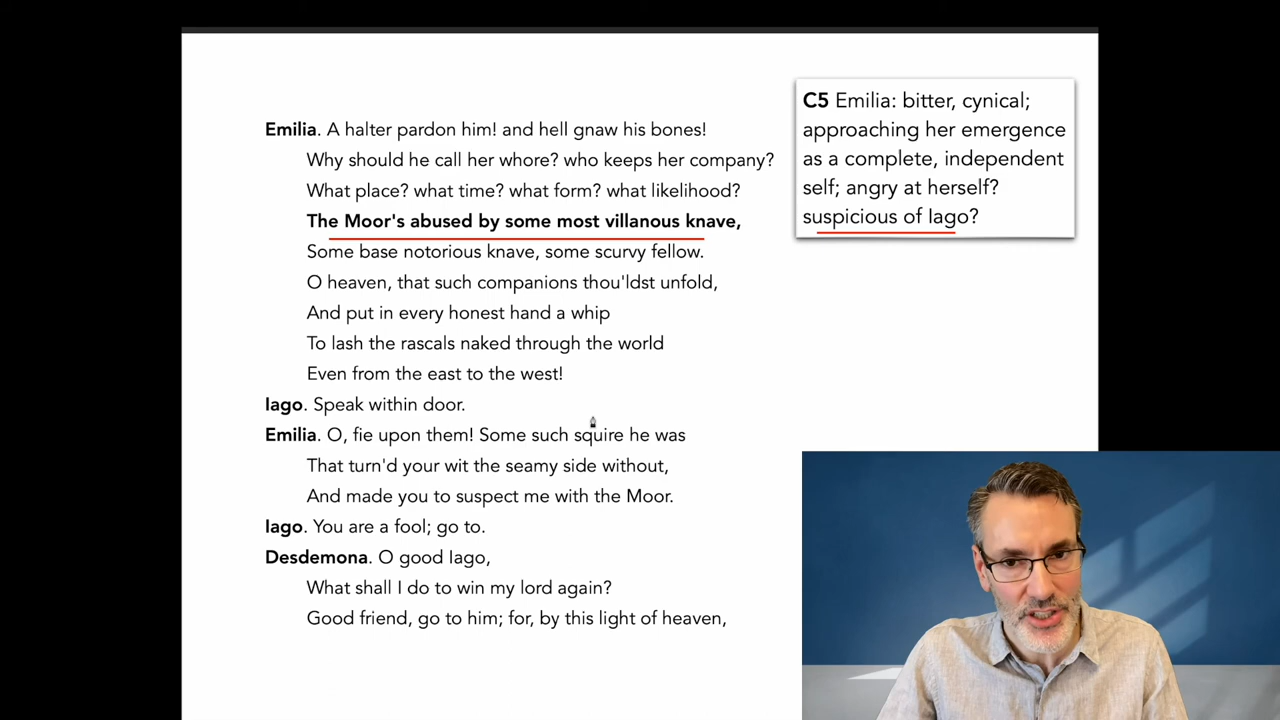 Emilia. A halter pardon him! and hell gnaw his bones!
Why should he call her whore? who keeps her company?
What place? what time? what form? what likelihood?
The Moor's abused by some most villanous knave,
Some base notorious knave, some scurvy fellow.
O heaven, that such companions thou'ldst unfold,
And put in every honest hand a whip
To lash the rascals naked through the world
Even from the east to the west!
Iago. Speak within door.
Emilia. O, fie upon them! Some such squire he was
That turn'd your wit the seamy side without,
And made you to suspect me with the Moor.
Iago. You are a fool; go to.
Desdemona. O good Iago,
What shall I do to win my lord again?
Good friend, go to him; for, by this light of heaven,
C5 Emilia: bitter, cynical;
approaching her emergence
as a complete, independent
self; angry at herself?
suspicious of Iago?